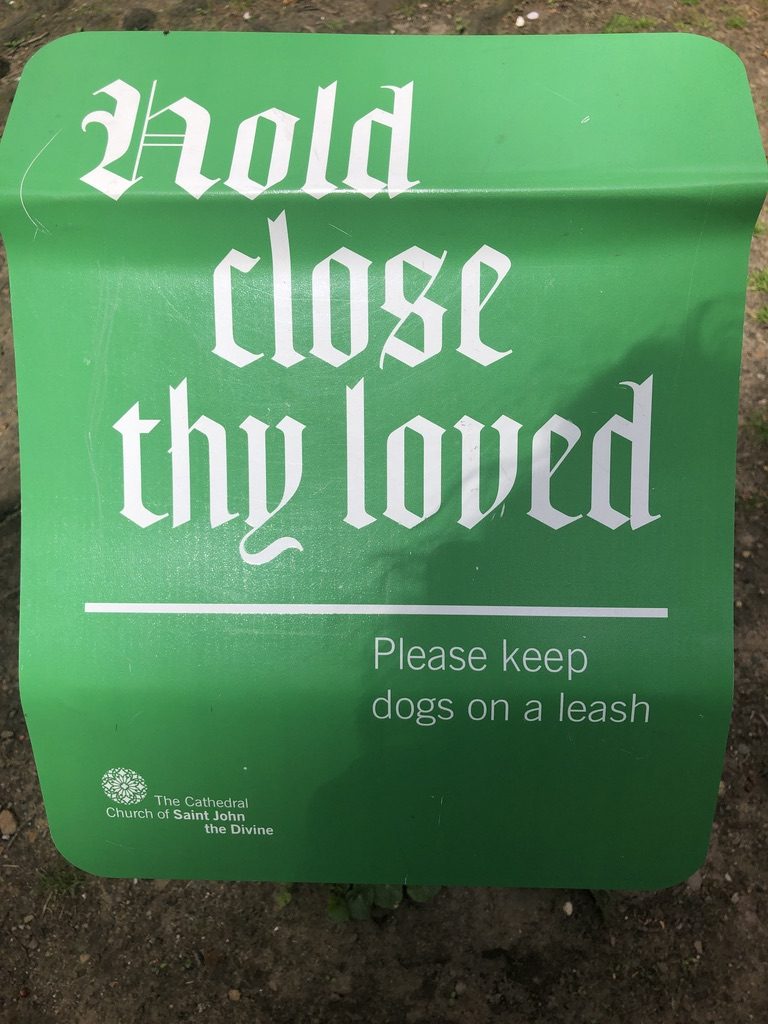 Hold
close
thy loved
Please keep
dogs on a leash
The Cathedral
Church of Saint John
the Divine